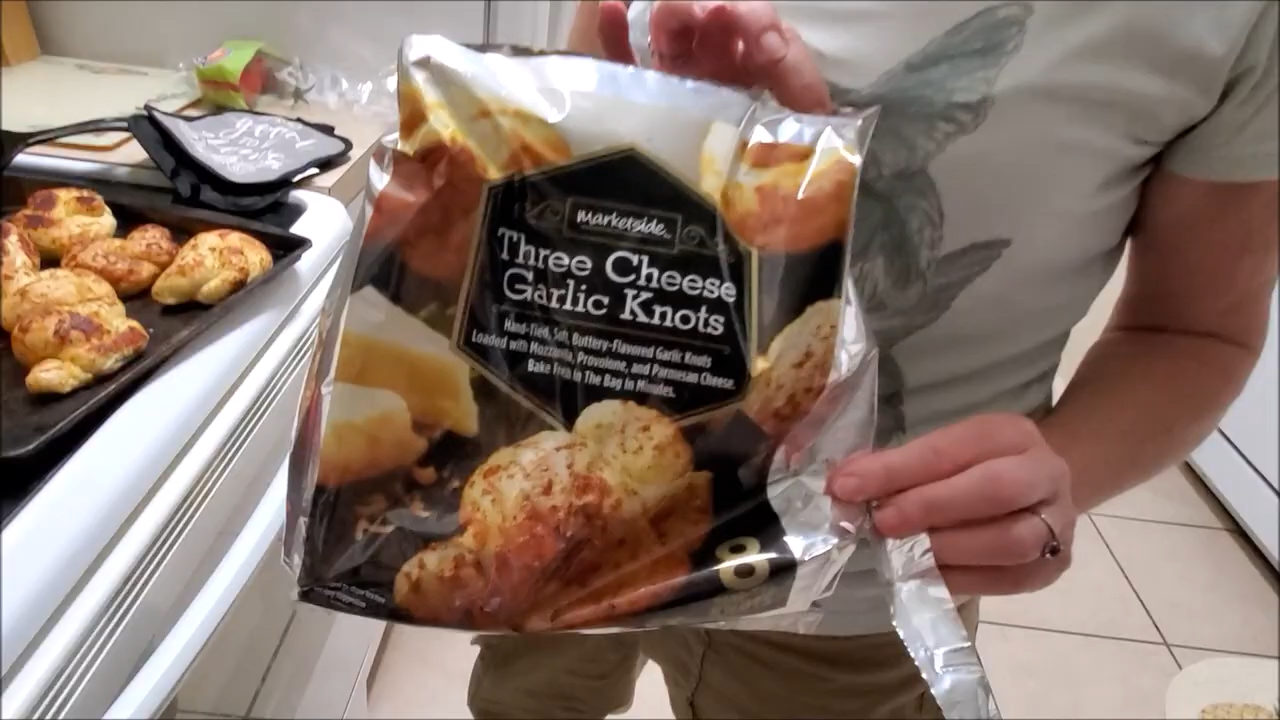 Marketside
Three Cheese
Garlic Knots
Hand-Tied, Soft, Buttery-Flavored Garlic Knots
Loaded with Mozzarella, Provolone, and Parmesan Cheese.
Bake Fresh In The Bag In Minutes.
8